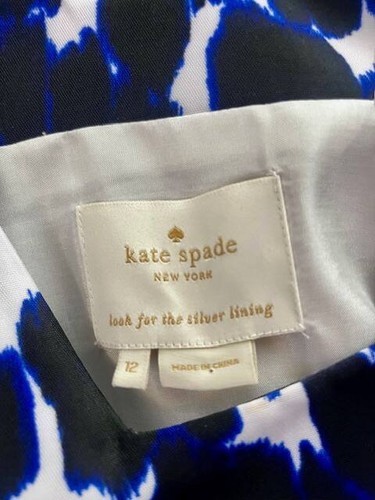 kate spade
NEW YORK
look for the silver lining
12
MADE IN CHINA